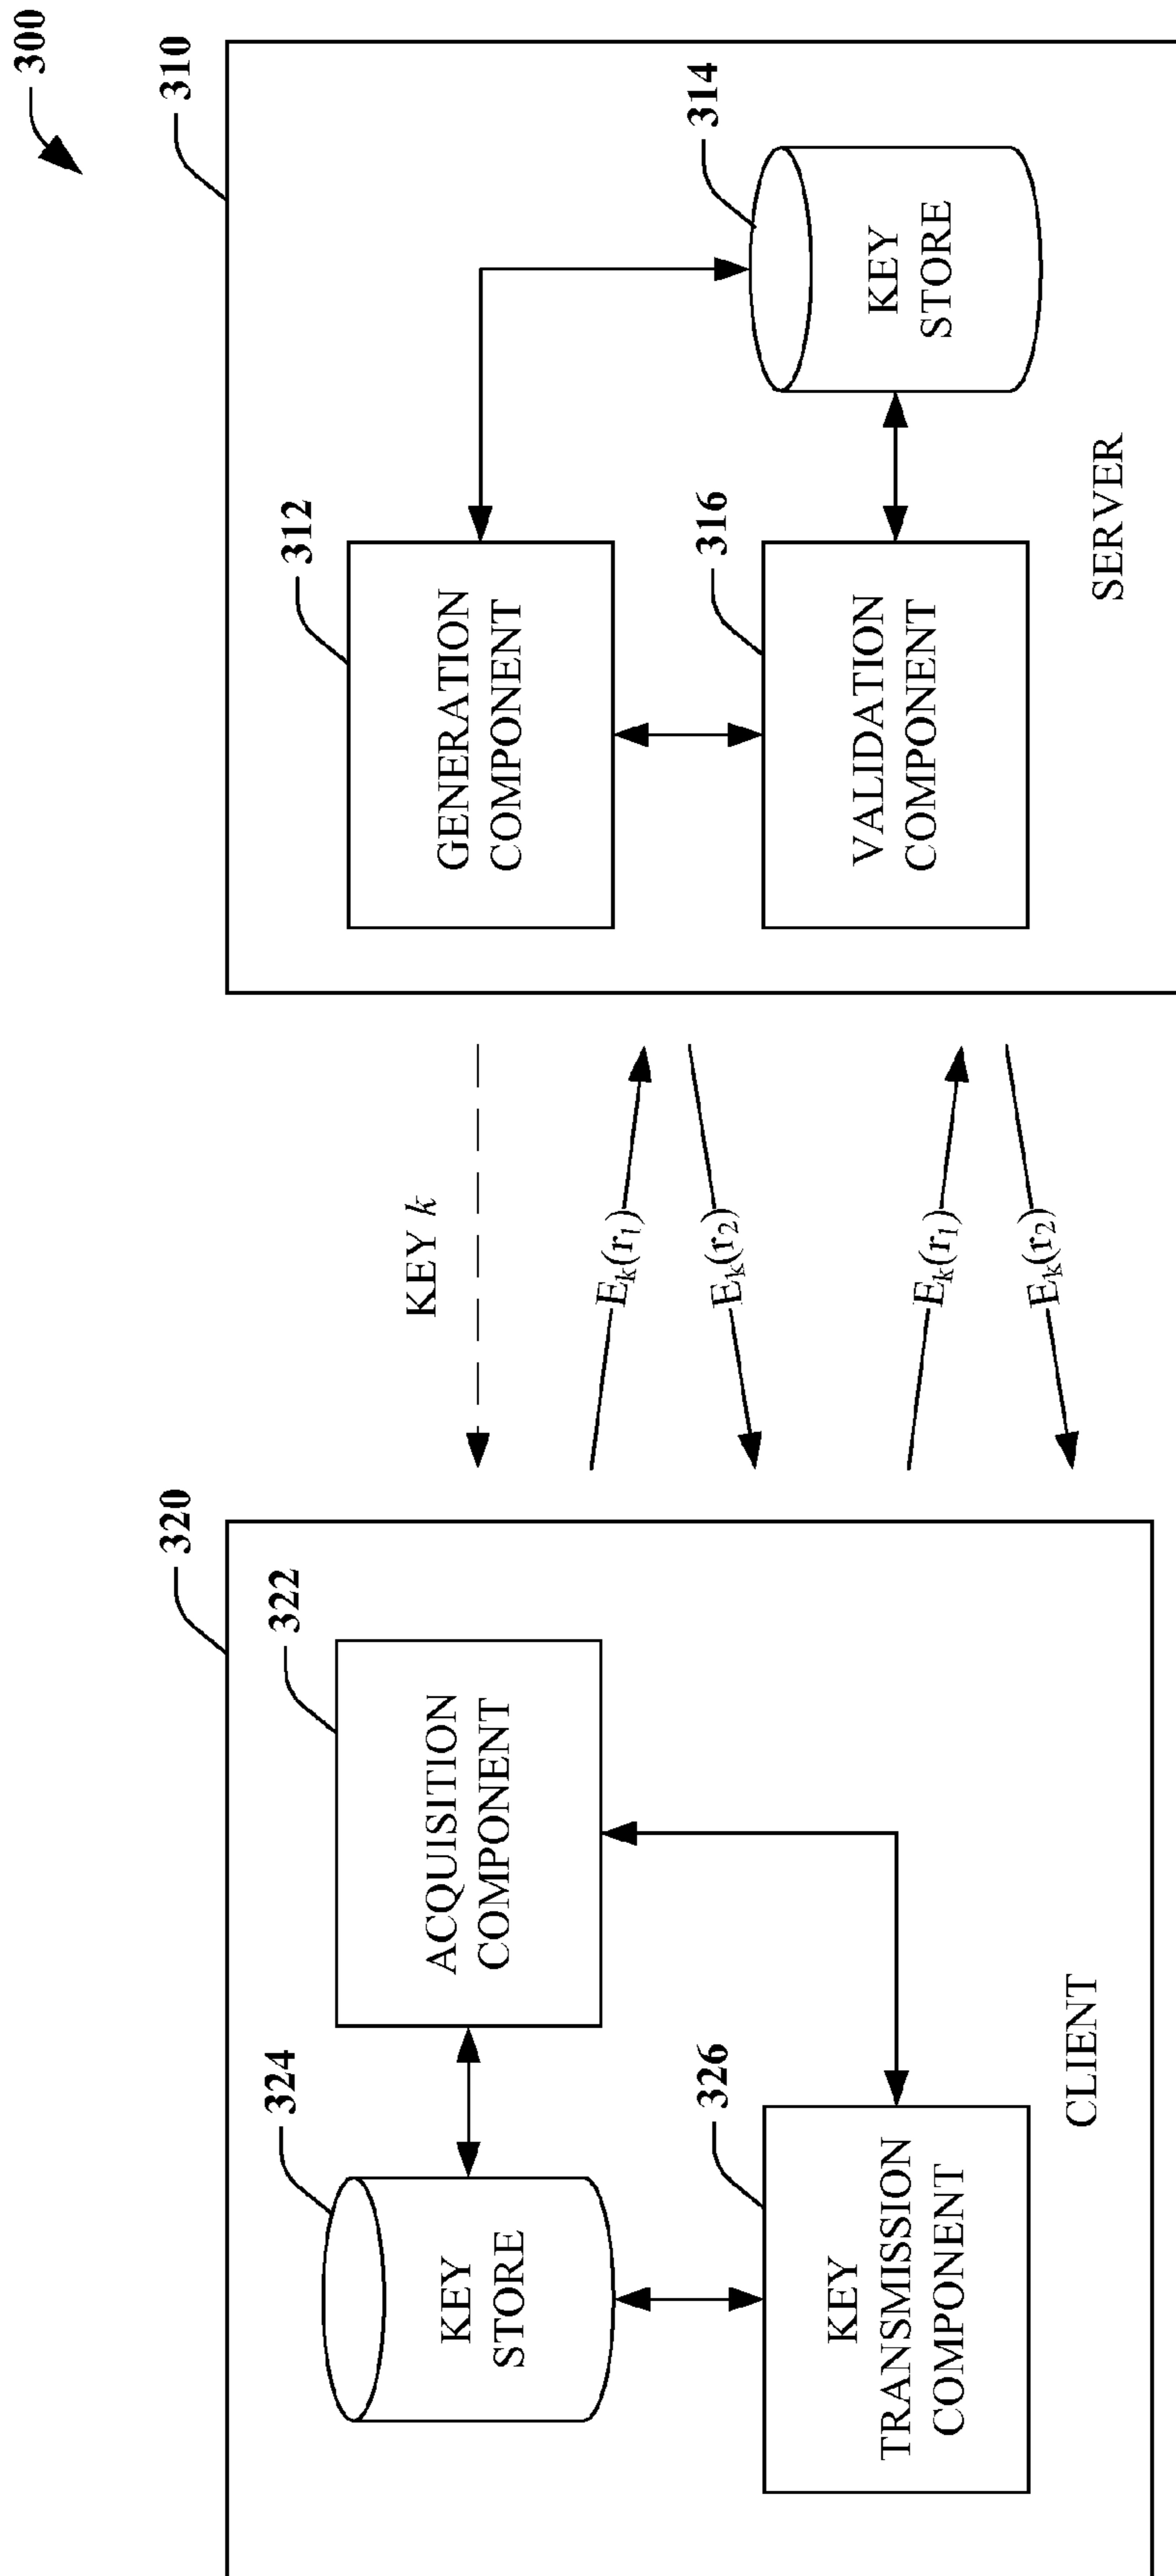 300
320
324
322
KEY
STORE
ACQUISITION
COMPONENT
326
KEY
TRANSMISSION
COMPONENT
CLIENT
KEY k
Eₖ(r₁)
Eₖ(r₂)
Eₖ(r₁)
Eₖ(r₂)
310
312
GENERATION
COMPONENT
314
KEY
STORE
316
VALIDATION
COMPONENT
SERVER